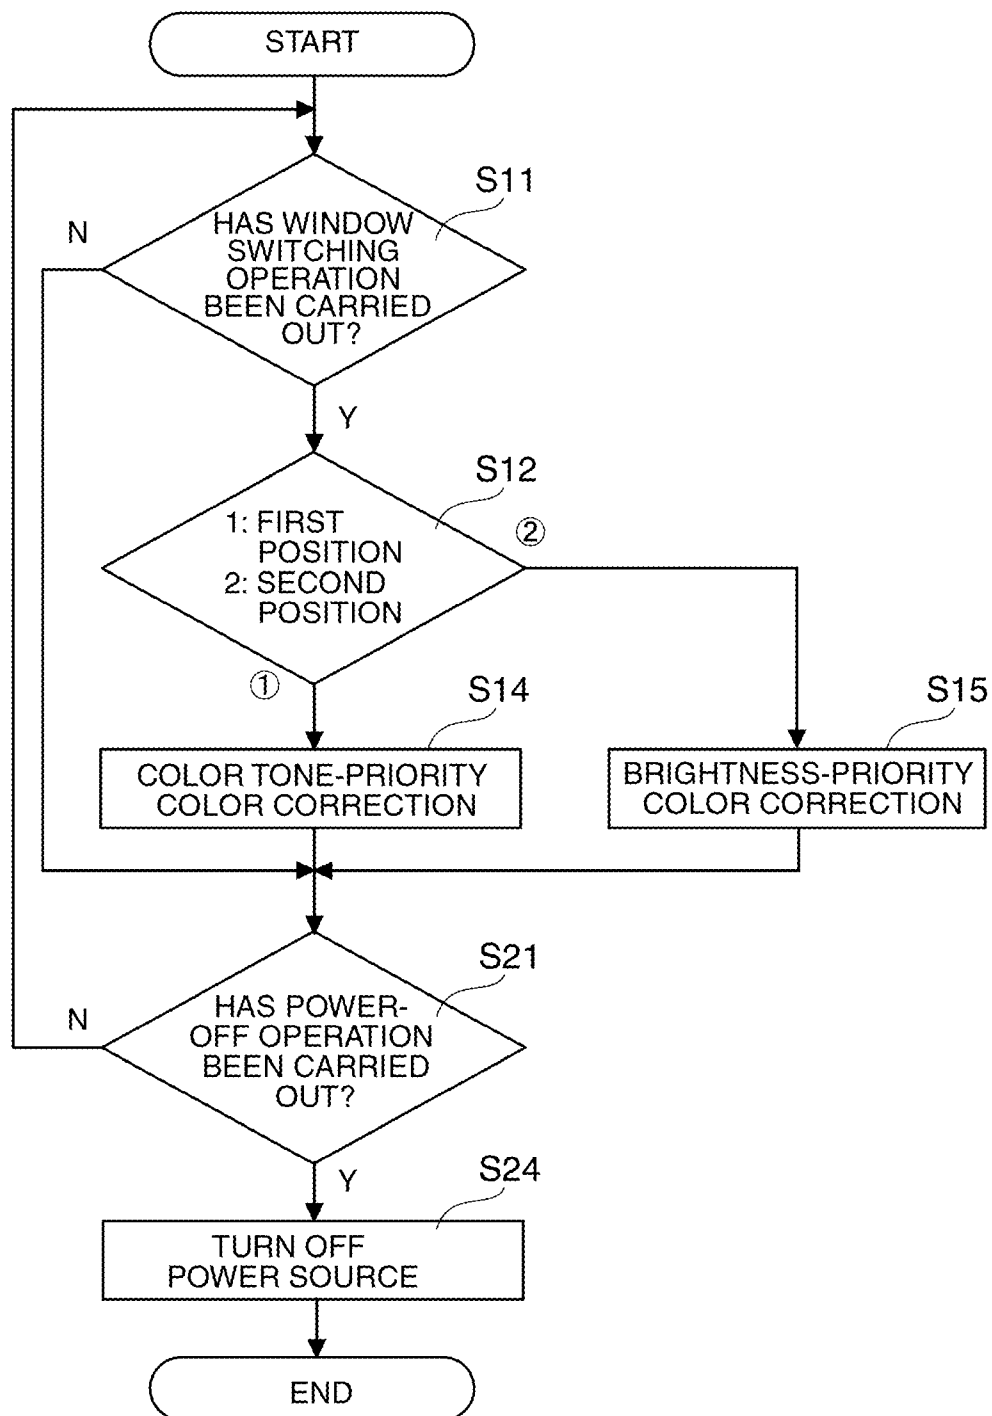 START
S11
N
HAS WINDOW
SWITCHING
OPERATION
BEEN CARRIED
OUT?
Y
S12
②
1: FIRST
POSITION
2: SECOND
POSITION
①
S14
S15
COLOR TONE-PRIORITY
COLOR CORRECTION
BRIGHTNESS-PRIORITY
COLOR CORRECTION
S21
N
HAS POWER-
OFF OPERATION
BEEN CARRIED
OUT?
Y
S24
TURN OFF
POWER SOURCE
END